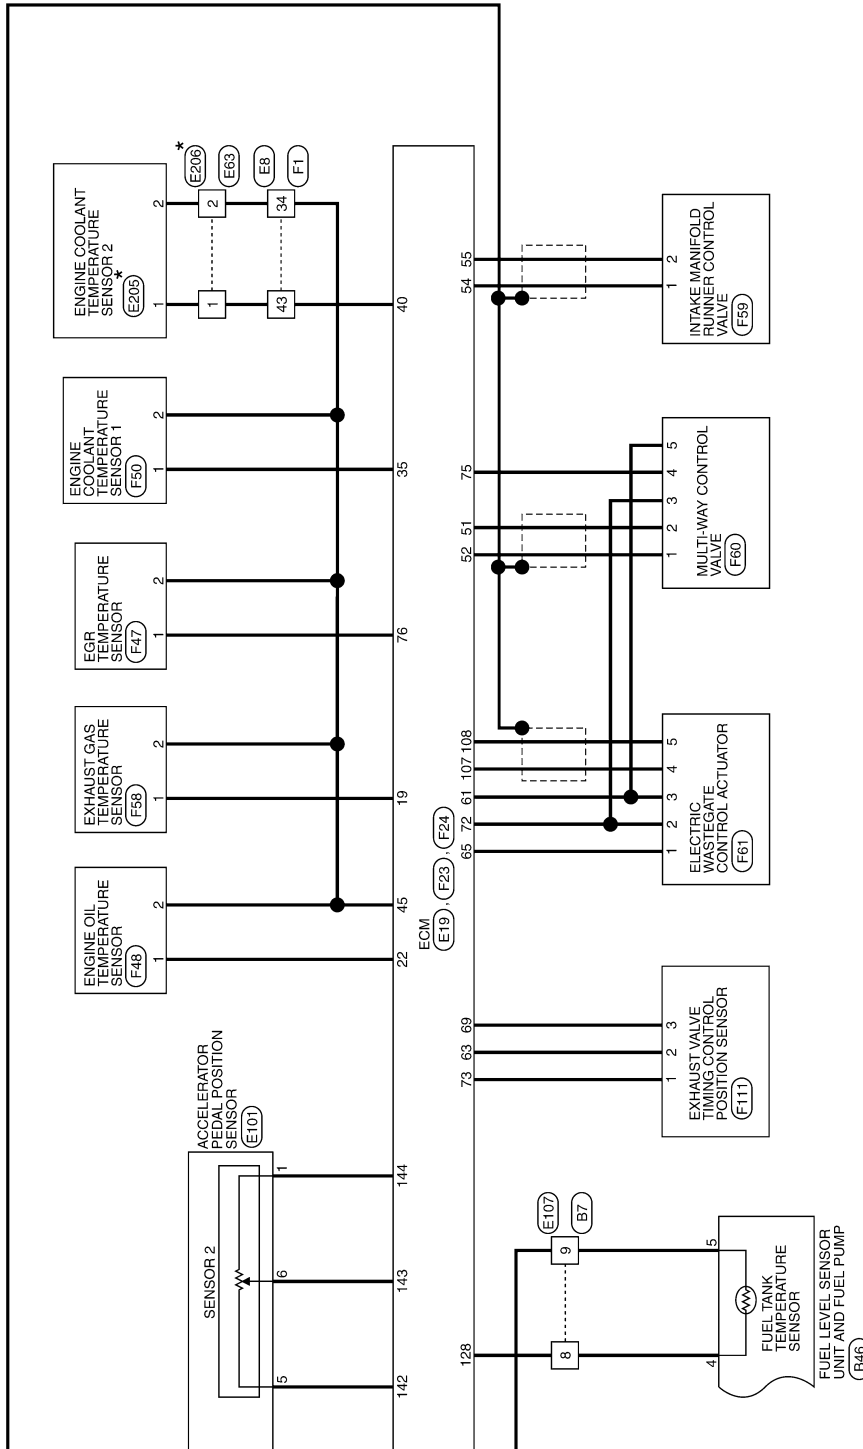 *
E206
E63
E8
F1
2
34
1
43
ENGINE COOLANT
TEMPERATURE
SENSOR 2
*
E205
2
1
40
ENGINE
COOLANT
TEMPERATURE
SENSOR 1
F50
2
1
35
EGR
TEMPERATURE
SENSOR
F47
2
1
76
EXHAUST GAS
TEMPERATURE
SENSOR
F58
2
1
19
ENGINE OIL
TEMPERATURE
SENSOR
F48
2
1
45
22
ECM
E19 , F23 , F24
ACCELERATOR
PEDAL POSITION
SENSOR
E101
SENSOR 2
1
6
5
144
143
142
55
54
2
1
INTAKE MANIFOLD
RUNNER CONTROL
VALVE
F59
75
51
52
5
4
3
2
1
MULTI-WAY CONTROL
VALVE
F60
108
107
61
72
65
5
4
3
2
1
ELECTRIC
WASTEGATE
CONTROL ACTUATOR
F61
69
63
73
3
2
1
EXHAUST VALVE
TIMING CONTROL
POSITION SENSOR
F111
E107
B7
9
8
128
5
4
FUEL TANK
TEMPERATURE
SENSOR
FUEL LEVEL SENSOR
UNIT AND FUEL PUMP
B46